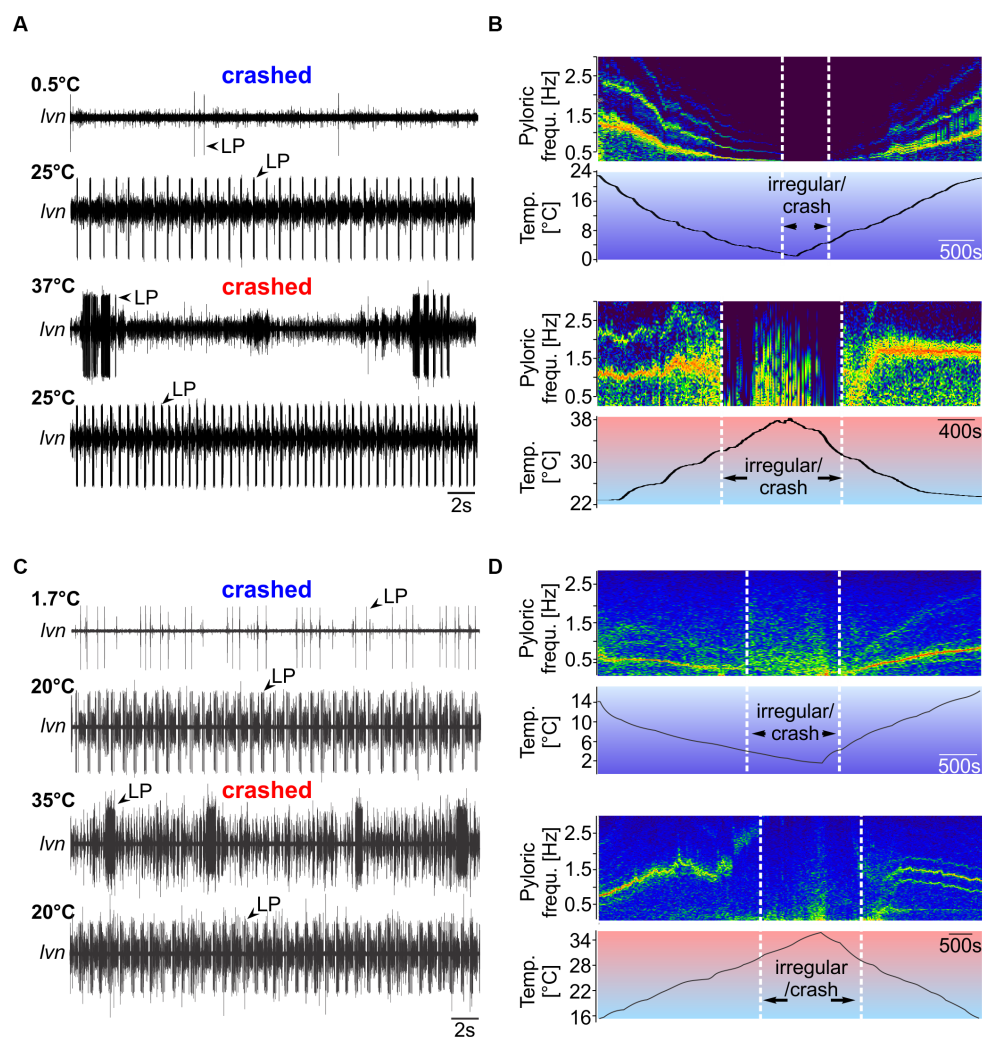 A
crashed
0.5°C
lvn
LP
25°C
LP
lvn
crashed
37°C
LP
lvn
25°C
LP
lvn
2s
B
Pyloric
frequ. [Hz]
2.5
1.5
0.5
Temp.
[°C]
24
16
8
0
irregular/
crash
500s
Pyloric
frequ. [Hz]
2.5
1.5
0.5
Temp.
[°C]
38
30
22
400s
irregular/
crash
C
crashed
1.7°C
LP
lvn
20°C
LP
lvn
crashed
35°C
LP
lvn
20°C
LP
lvn
2s
D
Pyloric
frequ. [Hz]
2.5
1.5
0.5
Temp.
[°C]
14
10
6
2
irregular/
crash
500s
Pyloric
frequ. [Hz]
2.5
1.5
0.5
Temp.
[°C]
34
28
22
16
500s
irregular
/crash